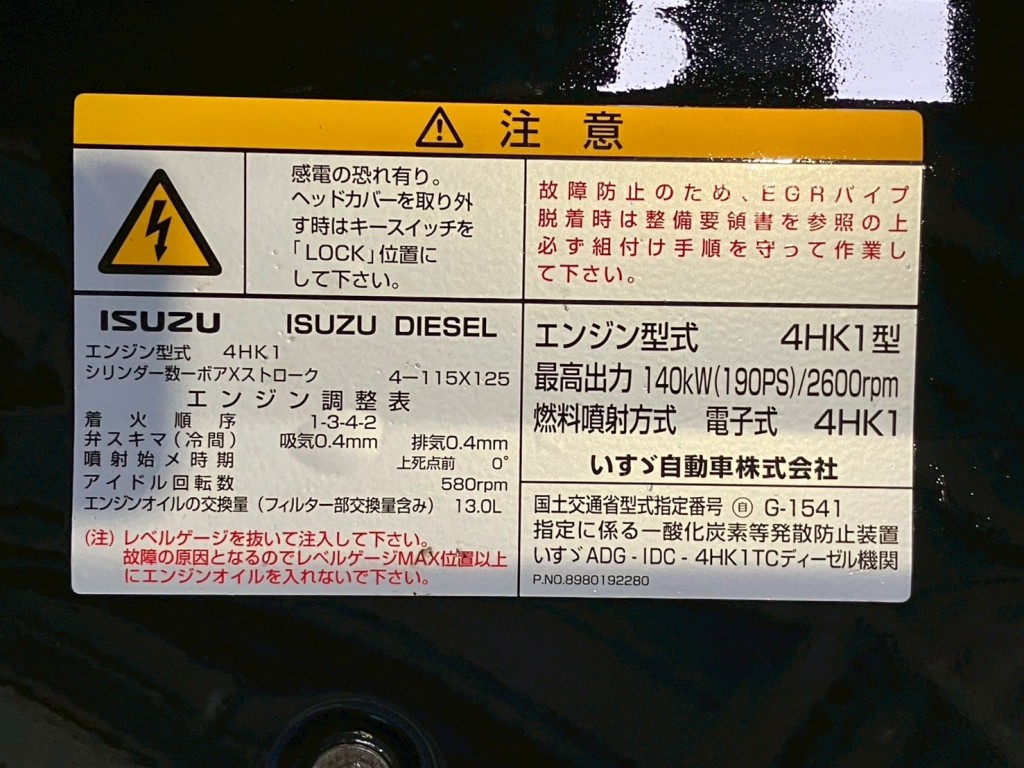 注意
感電の恐れ有り。
ヘッドカバーを取り外
す時はキースイッチを
「LOCK」位置に
して下さい。
故障防止のため、EGRパイプ
脱着時は整備要領書を参照の上
必ず組付け手順を守って作業し
て下さい。
ISUZU ISUZU DIESEL
エンジン型式 4HK1
シリンダー数ーボアXストローク 4-115X125
エンジン調整表
着火順序 1-3-4-2
弁スキマ(冷間) 吸気0.4mm 排気0.4mm
噴射始メ時期 上死点前 0°
アイドル回転数 580rpm
エンジンオイルの交換量(フィルター部交換量含み) 13.0L
(注)レベルゲージを抜いて注入して下さい。
故障の原因となるのでレベルゲージMAX位置以上
にエンジンオイルを入れないで下さい。
エンジン型式 4HK1型
最高出力 140kW(190PS)/2600rpm
燃料噴射方式 電子式 4HK1
いすゞ自動車株式会社
国土交通省型式指定番号 自 G-1541
指定に係る一酸化炭素等発散防止装置
いすゞADG-IDC-4HK1TCディーゼル機関
P.NO.8980192280